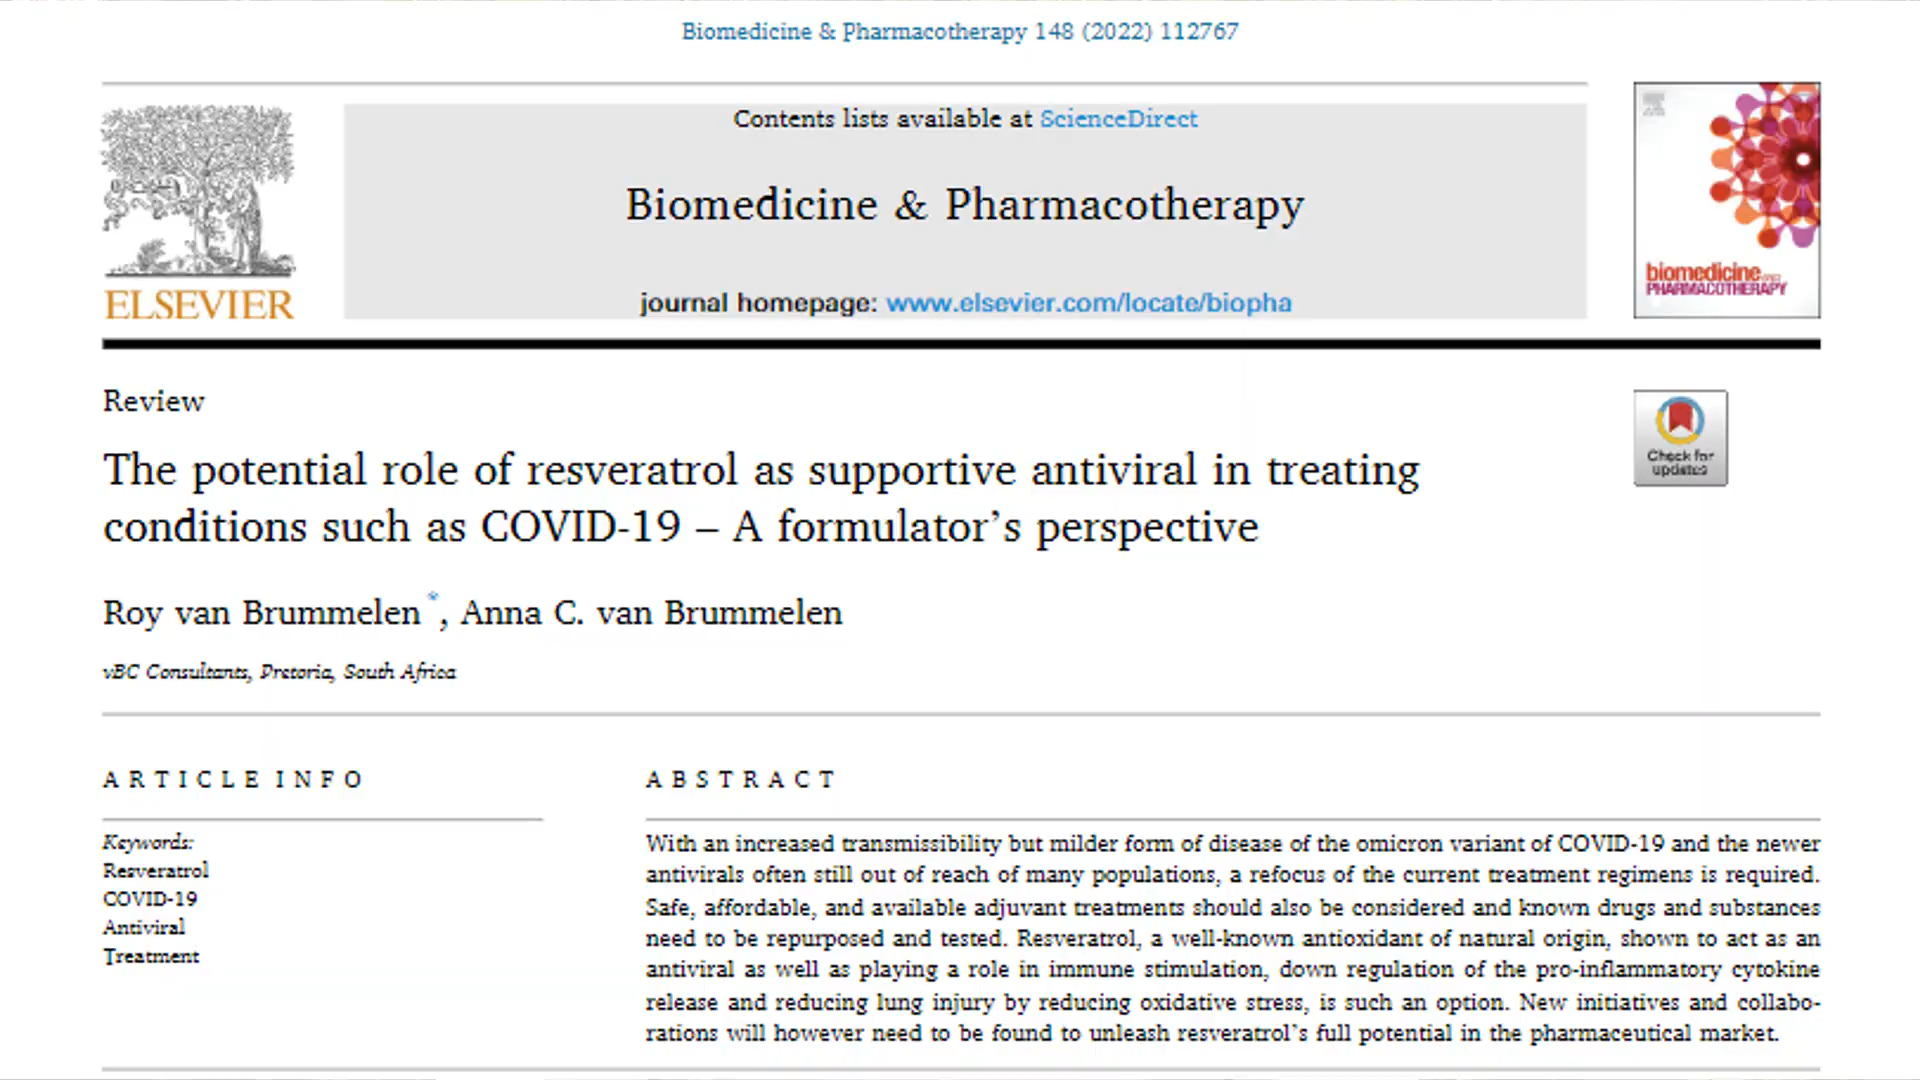 Biomedicine & Pharmacotherapy 148 (2022) 112767
Contents lists available at ScienceDirect
Biomedicine & Pharmacotherapy
journal homepage: www.elsevier.com/locate/biopha
ELSEVIER
biomedicine
PHARMACOTHERAPY
Review
The potential role of resveratrol as supportive antiviral in treating
conditions such as COVID-19 – A formulator's perspective
Check for
updates
Roy van Brummelen *, Anna C. van Brummelen
vBC Consultants, Pretoria, South Africa
ARTICLE INFO
Keywords:
Resveratrol
COVID-19
Antiviral
Treatment
ABSTRACT
With an increased transmissibility but milder form of disease of the omicron variant of COVID-19 and the newer
antivirals often still out of reach of many populations, a refocus of the current treatment regimens is required.
Safe, affordable, and available adjuvant treatments should also be considered and known drugs and substances
need to be repurposed and tested. Resveratrol, a well-known antioxidant of natural origin, shown to act as an
antiviral as well as playing a role in immune stimulation, down regulation of the pro-inflammatory cytokine
release and reducing lung injury by reducing oxidative stress, is such an option. New initiatives and collabo-
rations will however need to be found to unleash resveratrol's full potential in the pharmaceutical market.